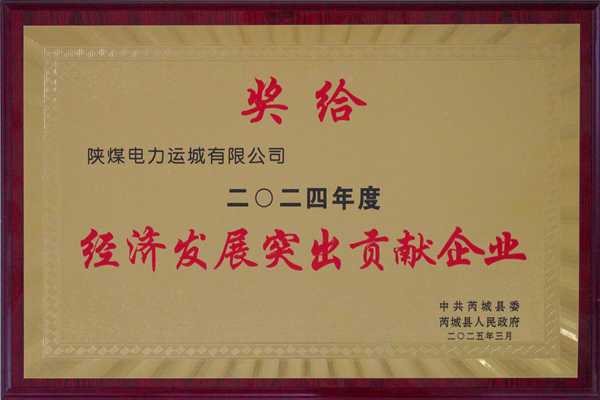 奖给
陕煤电力运城有限公司
二〇二四年度
经济发展突出贡献企业
中共芮城县委
芮城县人民政府
二〇二五年三月